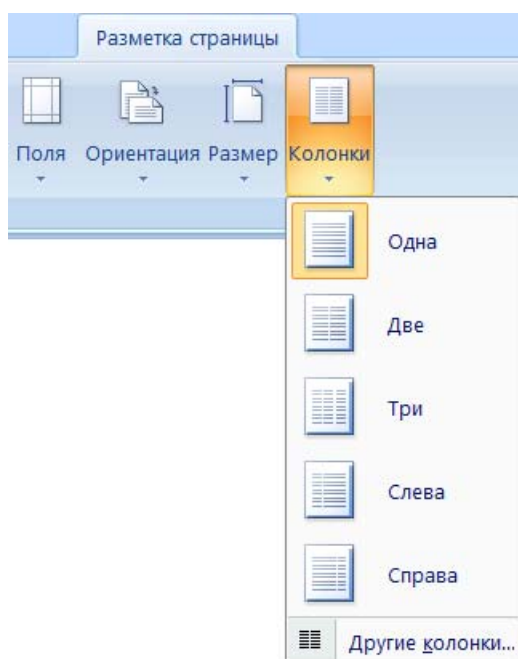 Разметка страницы
Поля Ориентация Размер Колонки
Одна
Две
Три
Слева
Справа
Другие колонки...